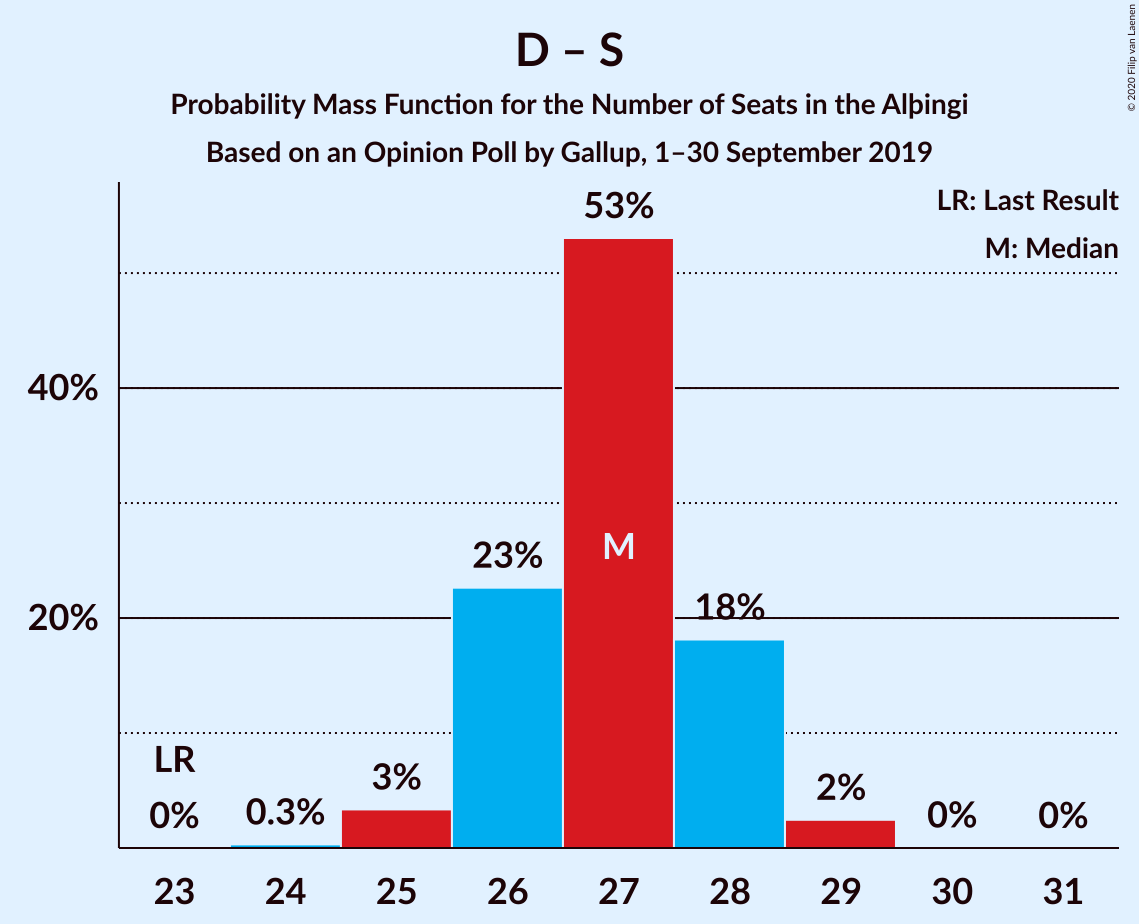 D – S
Probability Mass Function for the Number of Seats in the Alþingi
Based on an Opinion Poll by Gallup, 1–30 September 2019
© 2020 Filip van Laenen
LR: Last Result
M: Median
53%
40%
M
23%
20%
18%
LR
3%
2%
0%
0.3%
0%
0%
23 24 25 26 27 28 29 30 31